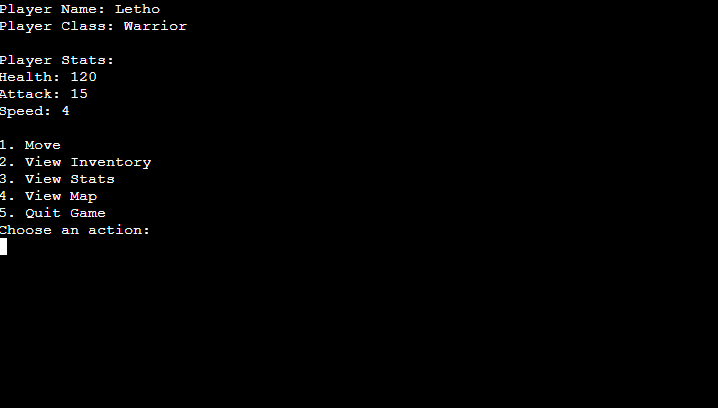 Player Name: Letho
Player Class: Warrior
Player Stats:
Health: 120
Attack: 15
Speed: 4
1. Move
2. View Inventory
3. View Stats
4. View Map
5. Quit Game
Choose an action: